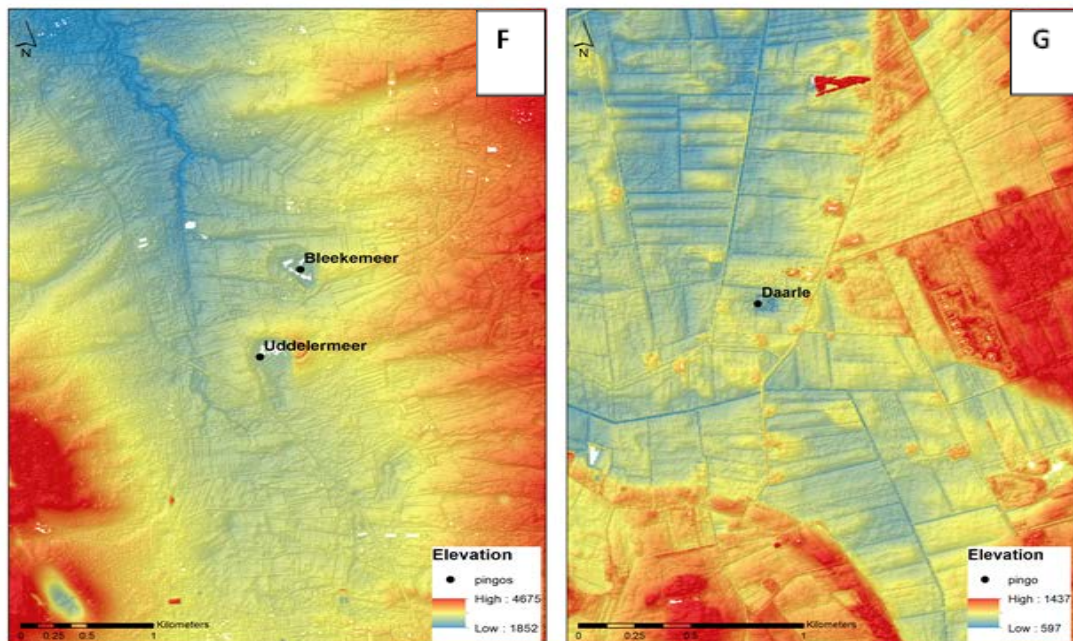 F
N
Bleekemeer
Uddelermeer
Elevation
pingos
High : 4675
Low : 1852
Kilometers
0 0.25 0.5 1
G
N
Daarle
Elevation
pingo
High : 1437
Low : 597
Kilometers
0 0.25 0.5 1